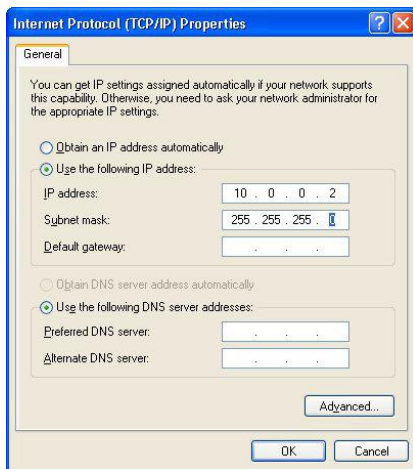 Internet Protocol (TCP/IP) Properties
General
You can get IP settings assigned automatically if your network supports
this capability. Otherwise, you need to ask your network administrator for
the appropriate IP settings.
Obtain an IP address automatically
Use the following IP address:
IP address: 10 . 0 . 0 . 2
Subnet mask: 255 . 255 . 255 . 0
Default gateway: . . .
Obtain DNS server address automatically
Use the following DNS server addresses:
Preferred DNS server: . . .
Alternate DNS server: . . .
Advanced...
OK Cancel